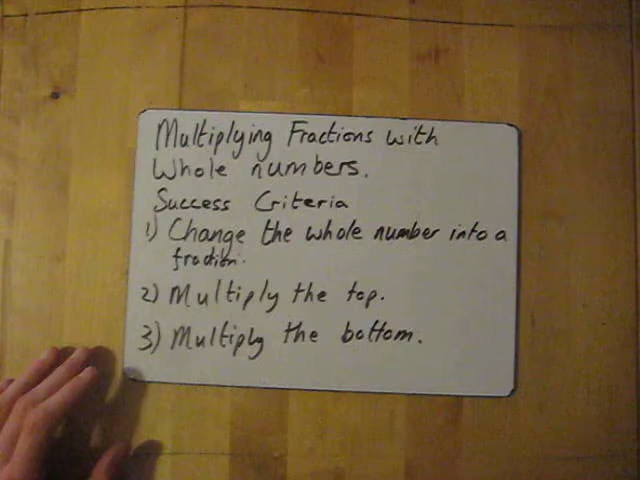 Multiplying Fractions with
Whole numbers.
Success Criteria
1) Change the whole number into a
fraction.
2) Multiply the top.
3) Multiply the bottom.